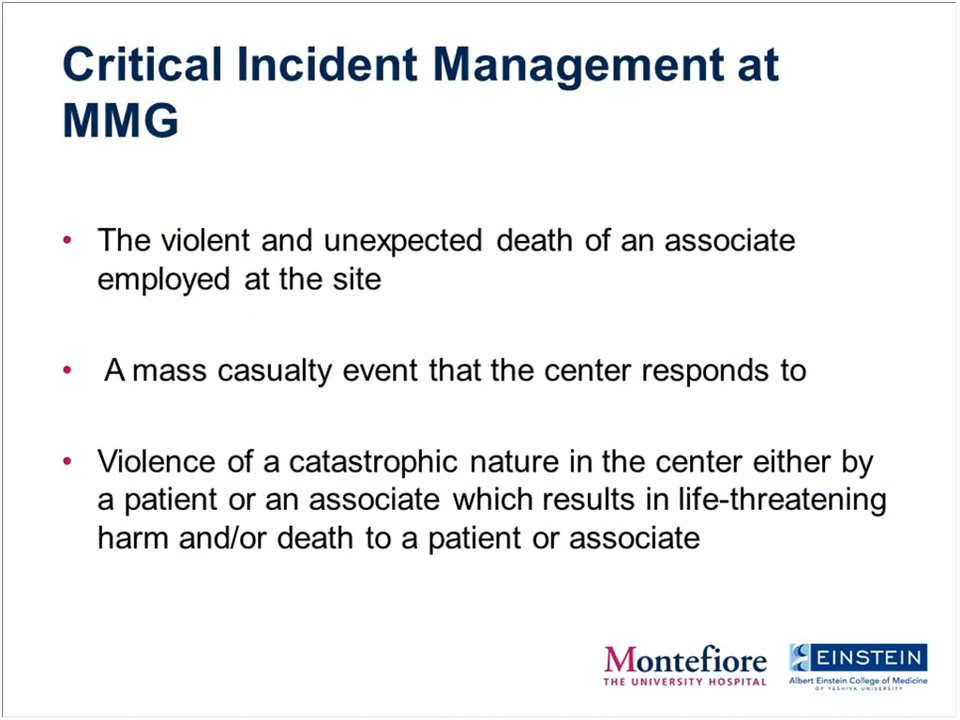 Critical Incident Management at
MMG
• The violent and unexpected death of an associate
employed at the site
• A mass casualty event that the center responds to
• Violence of a catastrophic nature in the center either by
a patient or an associate which results in life-threatening
harm and/or death to a patient or associate
Montefiore
THE UNIVERSITY HOSPITAL
EINSTEIN
Albert Einstein College of Medicine
OF YESHIVA UNIVERSITY